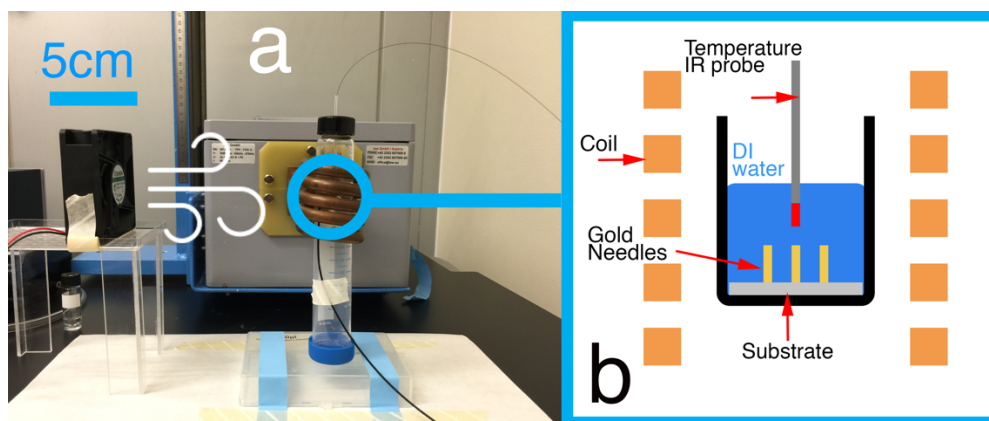 5cm
a
Temperature
IR probe
Coil
DI
water
Gold
Needles
Substrate
b